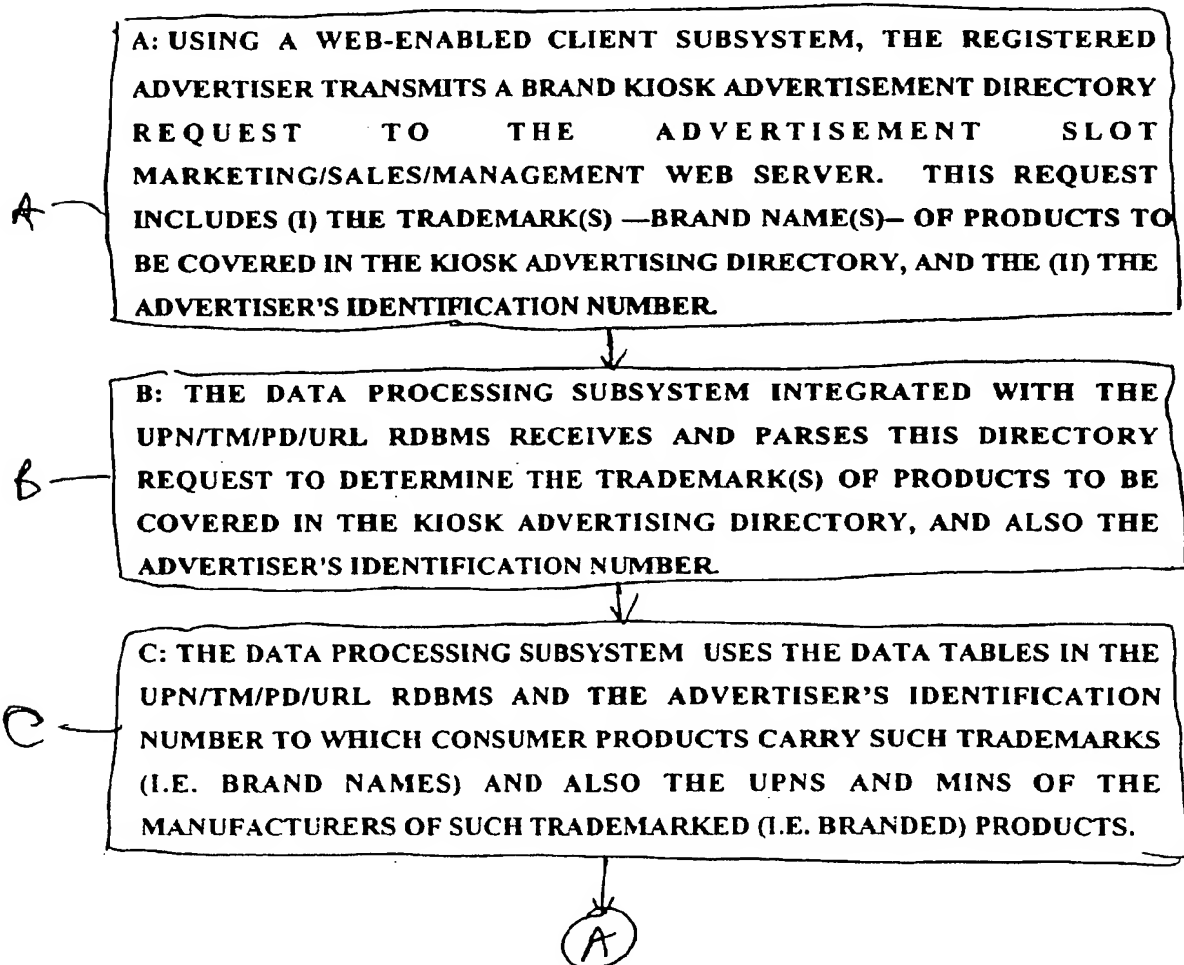 A: USING A WEB-ENABLED CLIENT SUBSYSTEM, THE REGISTERED
ADVERTISER TRANSMITS A BRAND KIOSK ADVERTISEMENT DIRECTORY
REQUEST TO THE ADVERTISEMENT SLOT
MARKETING/SALES/MANAGEMENT WEB SERVER. THIS REQUEST
A
INCLUDES (I) THE TRADEMARK(S) —BRAND NAME(S)– OF PRODUCTS TO
BE COVERED IN THE KIOSK ADVERTISING DIRECTORY, AND THE (II) THE
ADVERTISER'S IDENTIFICATION NUMBER.
B: THE DATA PROCESSING SUBSYSTEM INTEGRATED WITH THE
UPN/TM/PD/URL RDBMS RECEIVES AND PARSES THIS DIRECTORY
B
REQUEST TO DETERMINE THE TRADEMARK(S) OF PRODUCTS TO BE
COVERED IN THE KIOSK ADVERTISING DIRECTORY, AND ALSO THE
ADVERTISER'S IDENTIFICATION NUMBER.
C: THE DATA PROCESSING SUBSYSTEM USES THE DATA TABLES IN THE
UPN/TM/PD/URL RDBMS AND THE ADVERTISER'S IDENTIFICATION
C
NUMBER TO WHICH CONSUMER PRODUCTS CARRY SUCH TRADEMARKS
(I.E. BRAND NAMES) AND ALSO THE UPNS AND MINS OF THE
MANUFACTURERS OF SUCH TRADEMARKED (I.E. BRANDED) PRODUCTS.
A